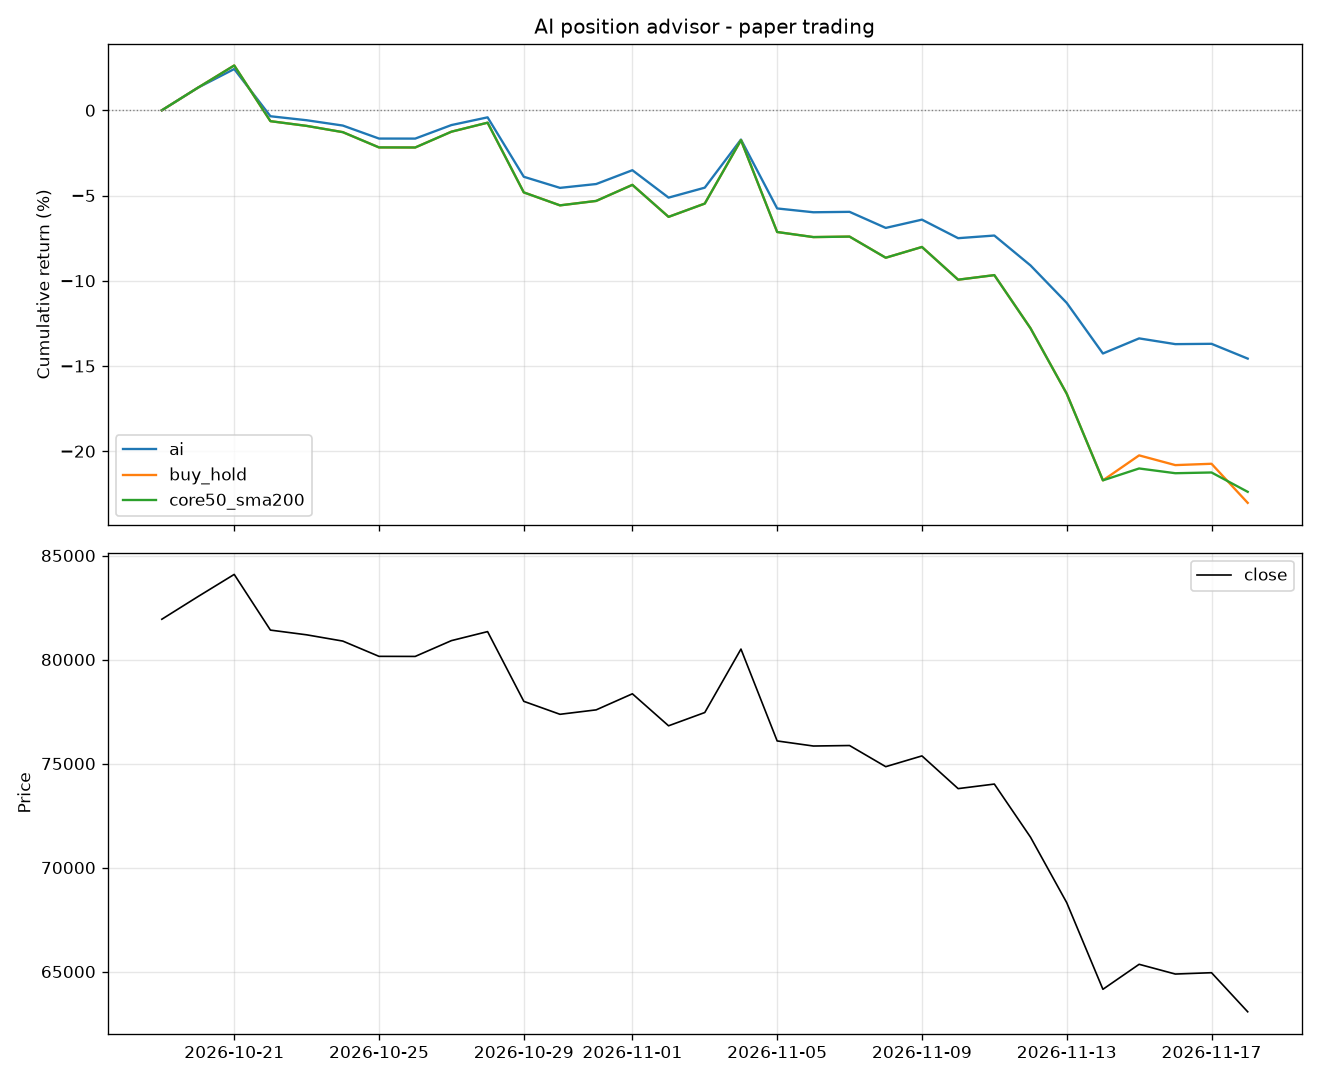 AI position advisor - paper trading
Cumulative return (%)
0
−5
−10
−15
−20
ai
buy_hold
core50_sma200
Price
85000
80000
75000
70000
65000
close
2026-10-21 2026-10-25 2026-10-29 2026-11-01 2026-11-05 2026-11-09 2026-11-13 2026-11-17